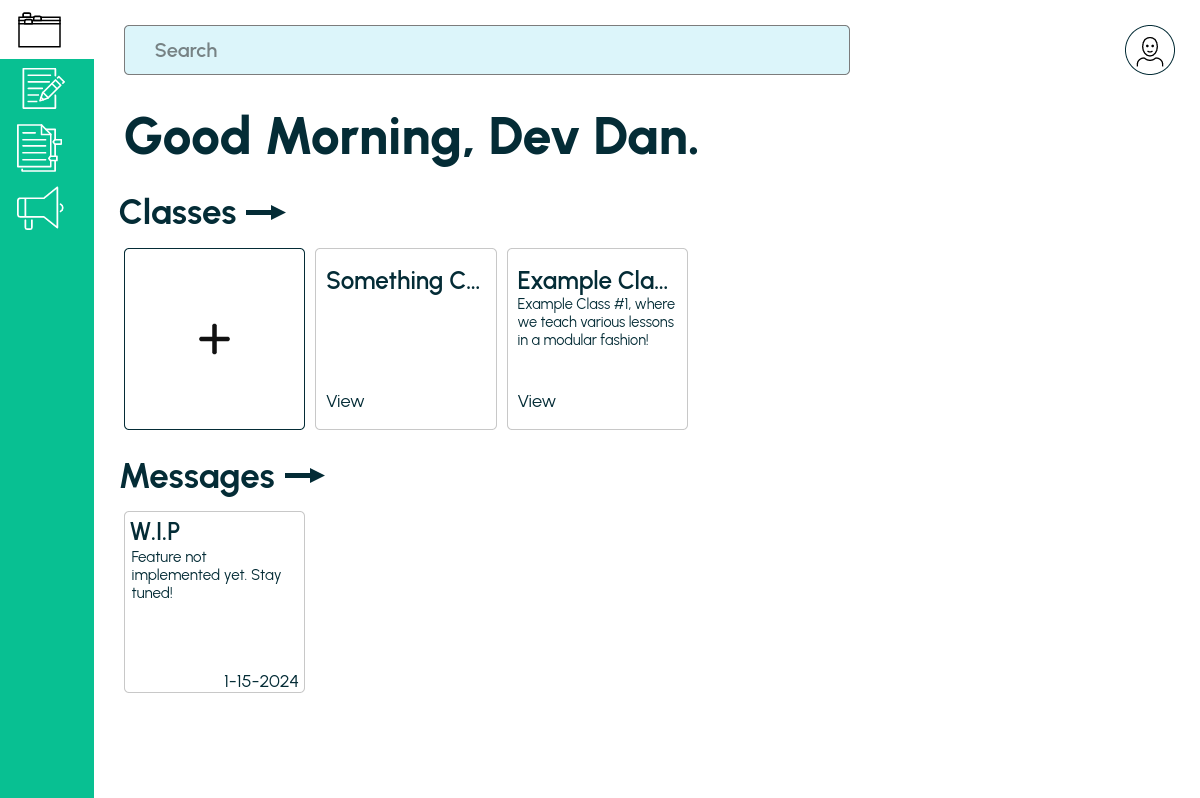 Search
Good Morning, Dev Dan.
Classes
Something C...
View
Example Cla...
Example Class #1, where
we teach various lessons
in a modular fashion!
View
Messages
W.I.P
Feature not
implemented yet. Stay
tuned!
1-15-2024